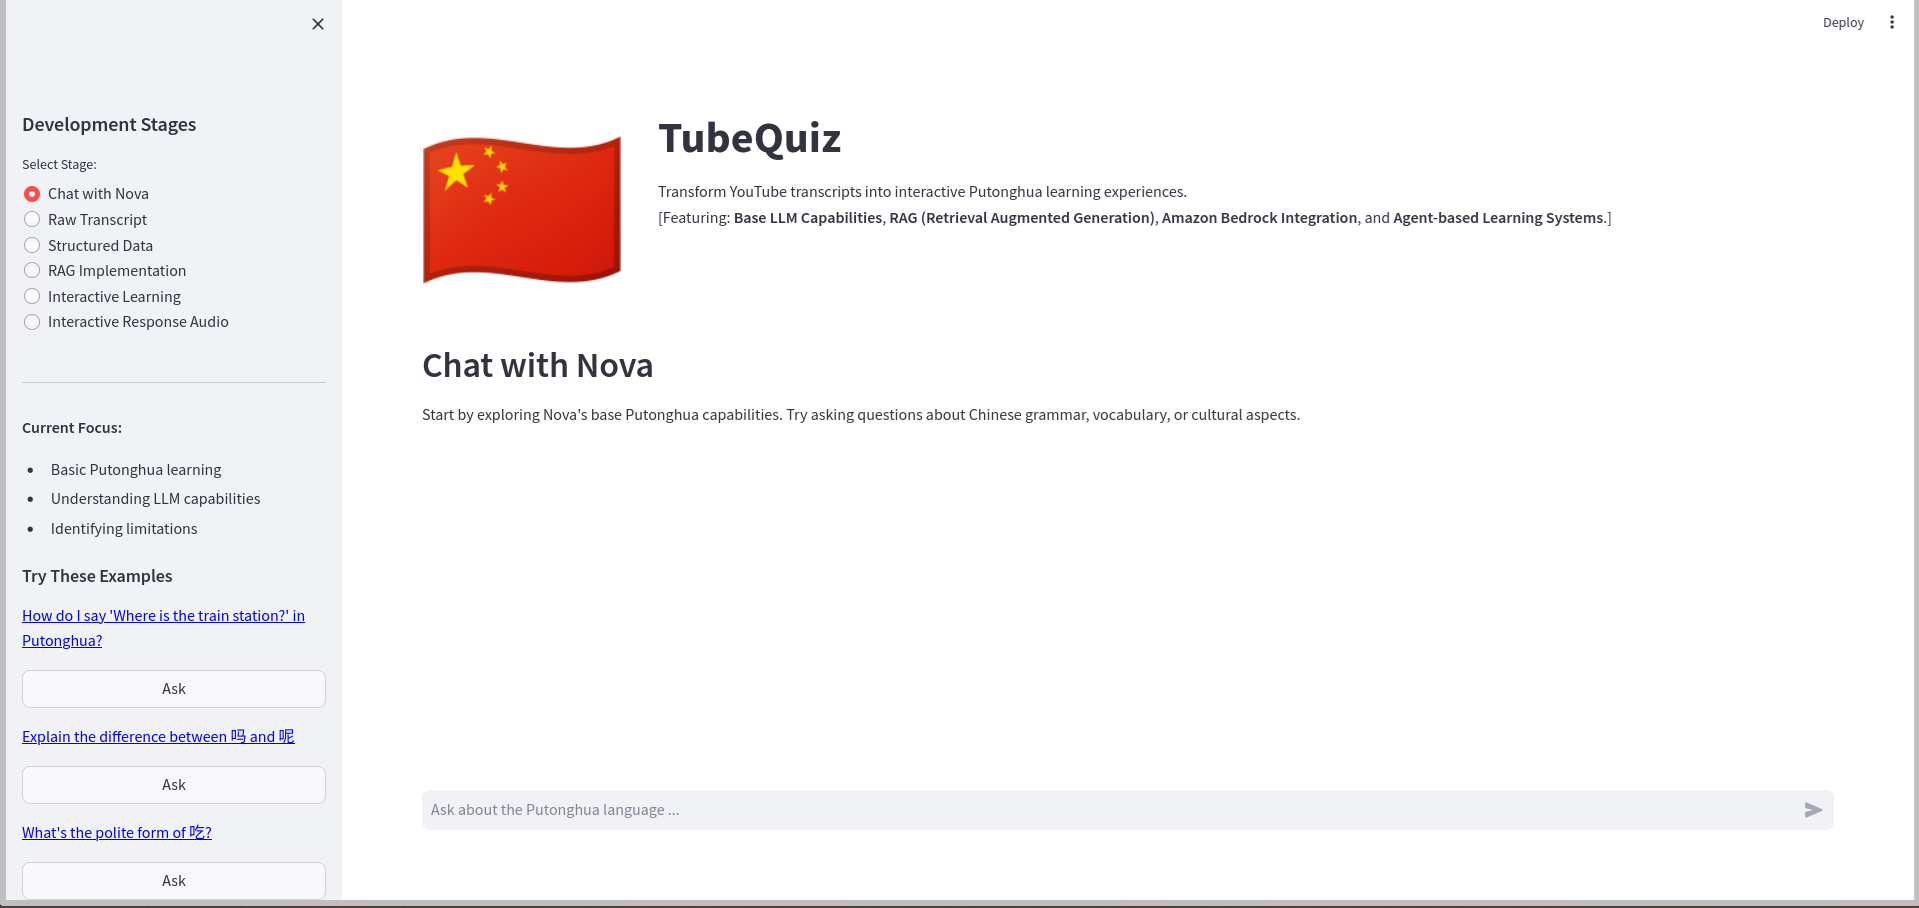 Development Stages
Select Stage:
Chat with Nova
Raw Transcript
Structured Data
RAG Implementation
Interactive Learning
Interactive Response Audio
Current Focus:
Basic Putonghua learning
Understanding LLM capabilities
Identifying limitations
Try These Examples
How do I say 'Where is the train station?' in
Putonghua?
Ask
Explain the difference between 吗 and 呢
Ask
What's the polite form of 吃?
Ask
Deploy
TubeQuiz
Transform YouTube transcripts into interactive Putonghua learning experiences.
[Featuring: Base LLM Capabilities, RAG (Retrieval Augmented Generation), Amazon Bedrock Integration, and Agent-based Learning Systems.]
Chat with Nova
Start by exploring Nova's base Putonghua capabilities. Try asking questions about Chinese grammar, vocabulary, or cultural aspects.
Ask about the Putonghua language ...